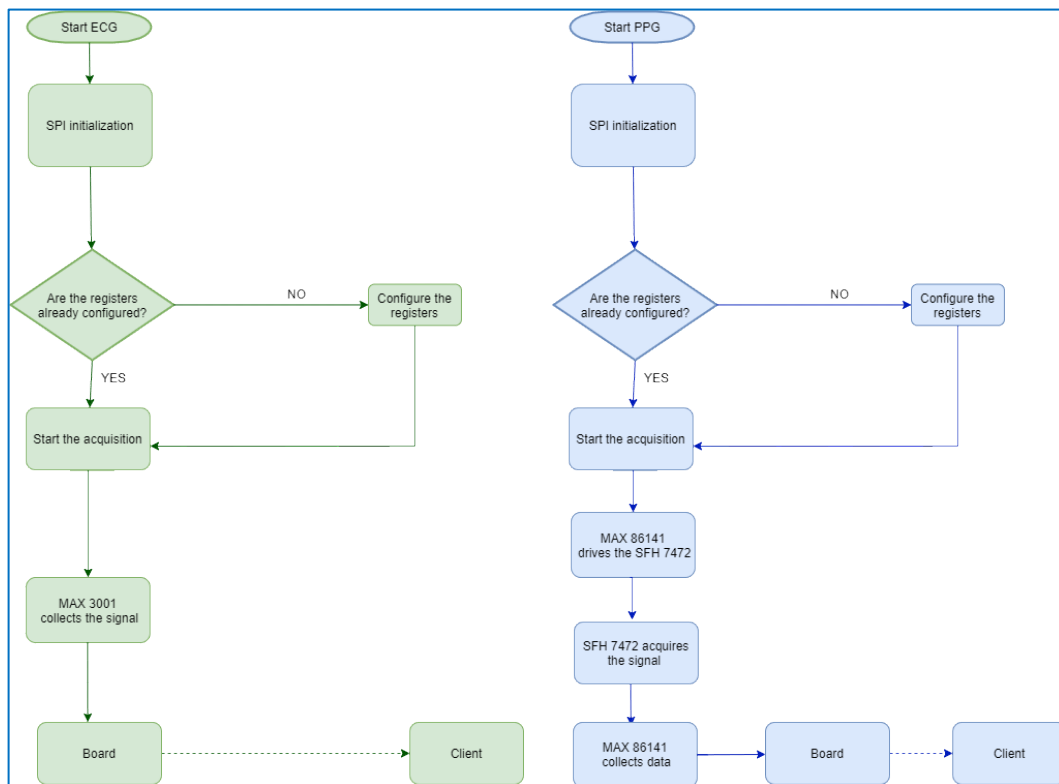 Start ECG
SPI initialization
Are the registers
already configured?
NO
Configure the
registers
YES
Start the acquisition
MAX 3001
collects the signal
Board
Client
Start PPG
SPI initialization
Are the registers
already configured?
NO
Configure the
registers
YES
Start the acquisition
MAX 86141
drives the SFH 7472
SFH 7472 acquires
the signal
MAX 86141
collects data
Board
Client